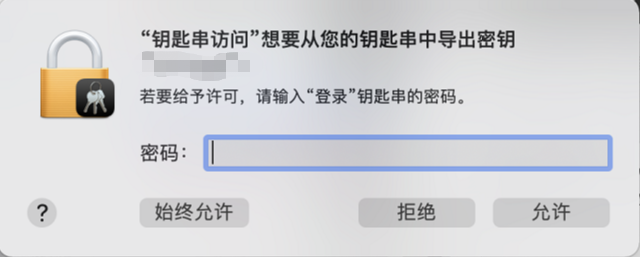 “钥匙串访问”想要从您的钥匙串中导出密钥
若要给予许可，请输入“登录”钥匙串的密码。
密码：
?
始终允许
拒绝
允许